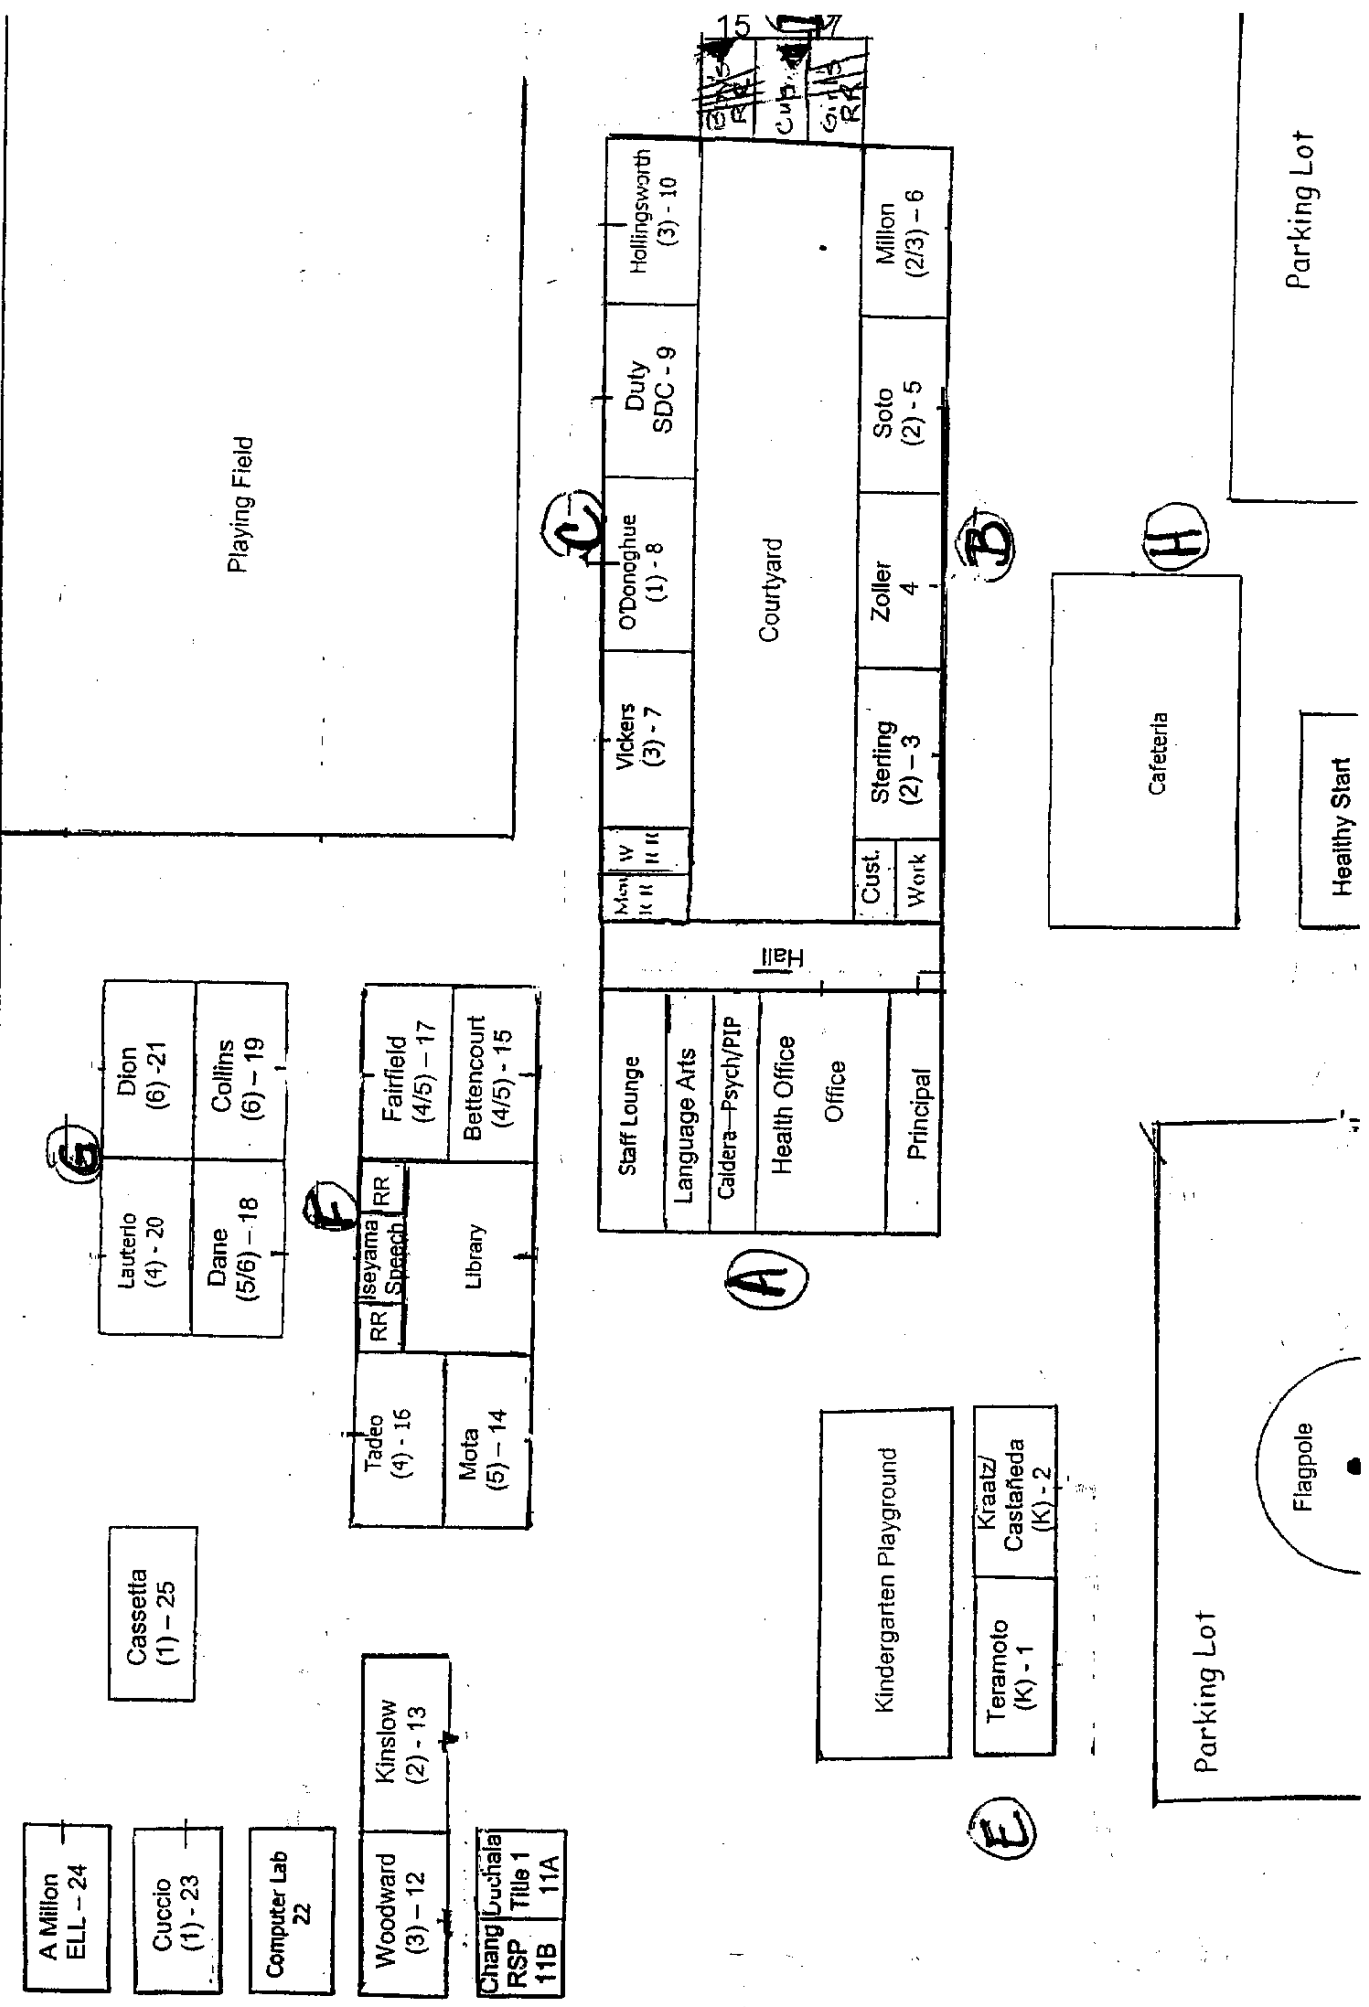 A Millon
ELL – 24
Cuccio
(1) - 23
Computer Lab
22
Woodward
(3) – 12
Kinslow
(2) - 13
Chang
RSP
11B
Duchala
Title 1
11A
Cassetta
(1) – 25
Lauterio
(4) - 20
Dion
(6) -21
Dane
(5/6) – 18
Collins
(6) – 19
G
F
Tadeo
(4) - 16
Mota
(5) – 14
RR
Iseyama
Speech
RR
Library
Fairfield
(4/5) – 17
Bettencourt
(4/5) - 15
Playing Field
C
Staff Lounge
Language Arts
Caldera—Psych/PIP
Health Office
Office
Principal
Hall
A
W
Vickers
(3) - 7
O'Donoghue
(1) - 8
Duty
SDC - 9
Hollingsworth
(3) - 10
Courtyard
Cust.
Work
Sterling
(2) – 3
Zoller
4
Soto
(2) - 5
Millon
(2/3) – 6
15
Boy's
RR
Girl's
RR
B
Kindergarten Playground
Teramoto
(K) - 1
Kraatz/
Castañeda
(K) - 2
E
Cafeteria
H
Healthy Start
Parking Lot
Flagpole
Parking Lot